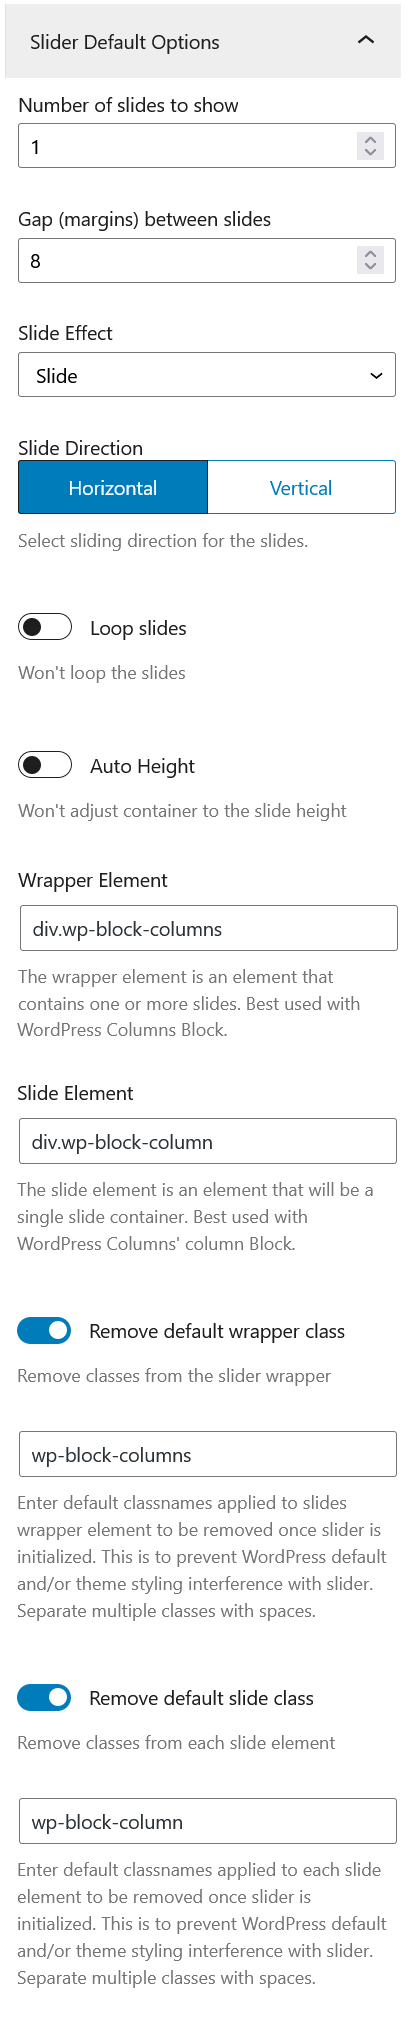 Slider Default Options
Number of slides to show
1
Gap (margins) between slides
8
Slide Effect
Slide
Slide Direction
Horizontal
Vertical
Select sliding direction for the slides.
Loop slides
Won't loop the slides
Auto Height
Won't adjust container to the slide height
Wrapper Element
div.wp-block-columns
The wrapper element is an element that
contains one or more slides. Best used with
WordPress Columns Block.
Slide Element
div.wp-block-column
The slide element is an element that will be a
single slide container. Best used with
WordPress Columns' column Block.
Remove default wrapper class
Remove classes from the slider wrapper
wp-block-columns
Enter default classnames applied to slides
wrapper element to be removed once slider is
initialized. This is to prevent WordPress default
and/or theme styling interference with slider.
Separate multiple classes with spaces.
Remove default slide class
Remove classes from each slide element
wp-block-column
Enter default classnames applied to each slide
element to be removed once slider is
initialized. This is to prevent WordPress default
and/or theme styling interference with slider.
Separate multiple classes with spaces.